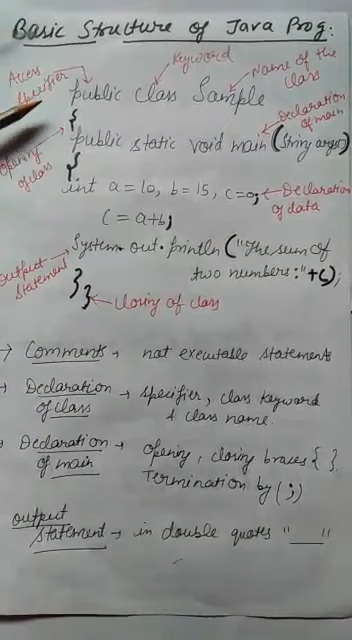 Basic Structure of Java Prog:
Access Specifier
Keyword
Name of the class
public class Sample
{
Opening of class
Declaration of main
public static void main (String args)
{
int a=10, b=15, c=0;
Declaration of data
c = a+b;
System.out.println ("The sum of
two numbers:"+c);
output statement
}
}
closing of class
→ Comments → not executable statements
→ Declaration → specifier, class keyword
of class & class name.
→ Declaration → opening, closing braces { }.
of main Termination by (;)
output
statement → in double quotes "___"